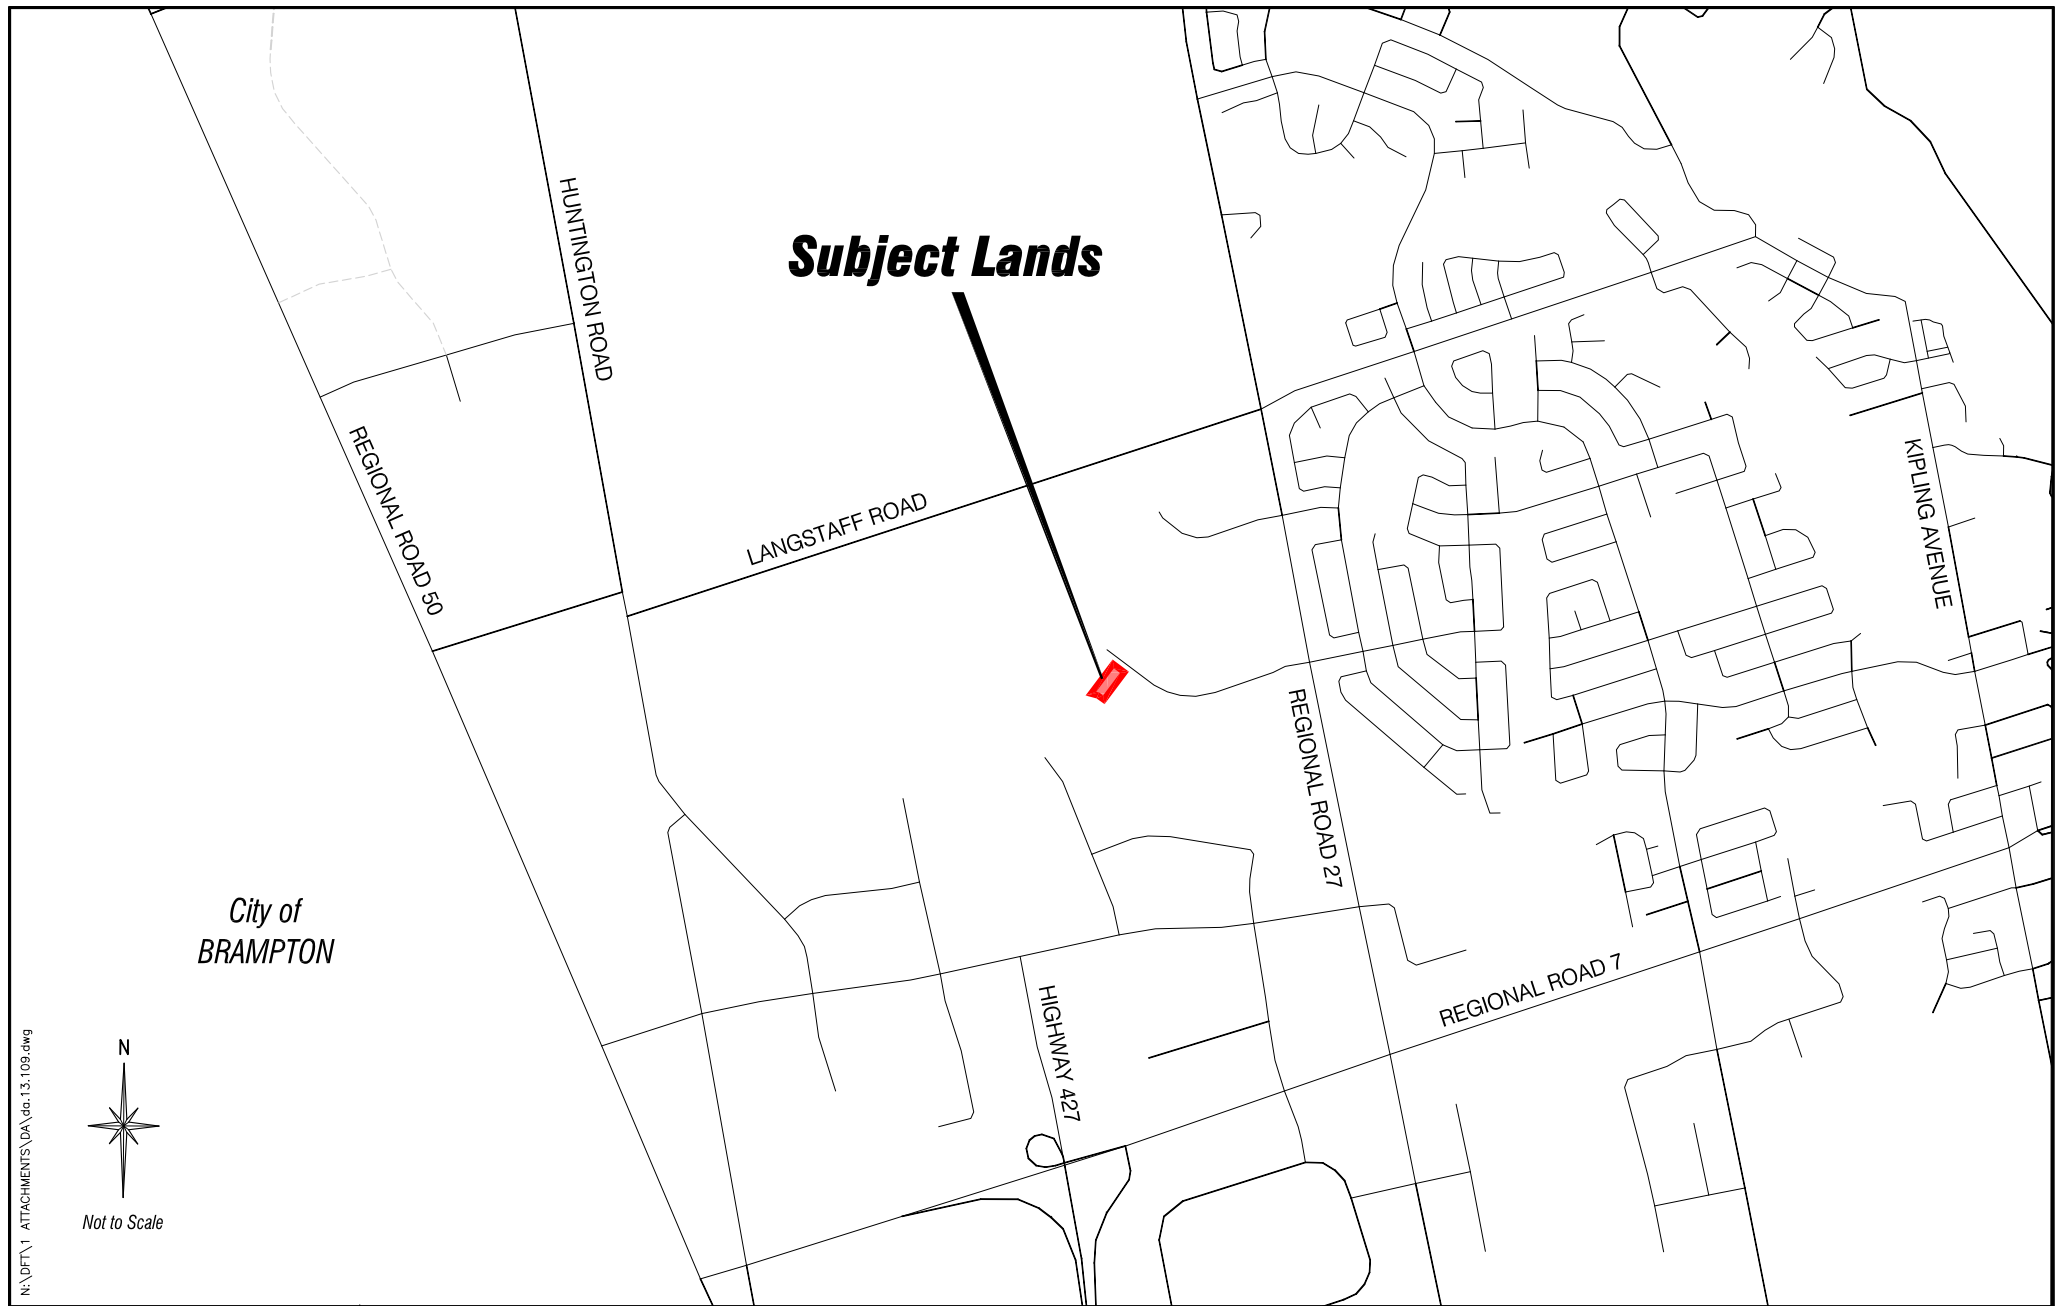 HUNTINGTON ROAD
Subject Lands
REGIONAL ROAD 50
LANGSTAFF ROAD
KIPLING AVENUE
REGIONAL ROAD 27
City of
BRAMPTON
REGIONAL ROAD 7
HIGHWAY 427
N
Not to Scale
N:\DFT\1 ATTACHMENTS\DA\da.13.109.dwg